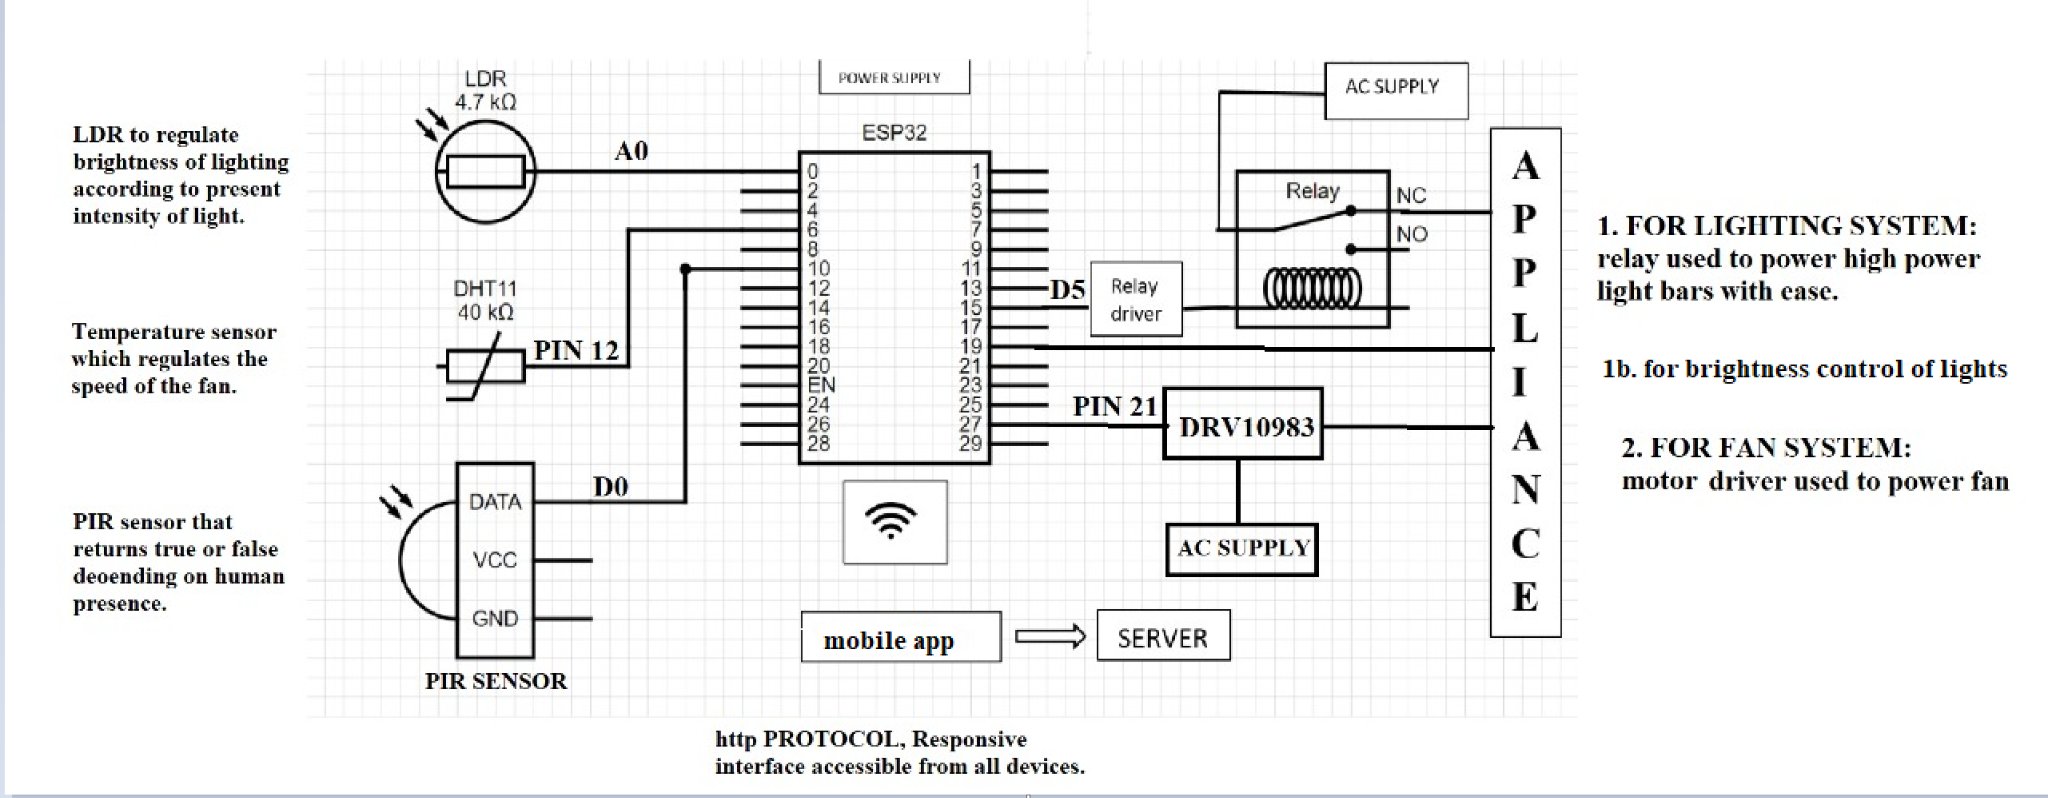 LDR to regulate
brightness of lighting
according to present
intensity of light.
Temperature sensor
which regulates the
speed of the fan.
PIR sensor that
returns true or false
deoending on human
presence.
LDR
4.7 kΩ
A0
DHT11
40 kΩ
PIN 12
D0
DATA
VCC
GND
PIR SENSOR
POWER SUPPLY
ESP32
0 1
2 3
4 5
6 7
8 9
10 11
12 13
14 15
16 17
18 19
20 21
EN 23
24 25
26 27
28 29
mobile app
SERVER
http PROTOCOL, Responsive
interface accessible from all devices.
AC SUPPLY
Relay
NC
NO
D5
Relay
driver
PIN 21
DRV10983
AC SUPPLY
A
P
P
L
I
A
N
C
E
1. FOR LIGHTING SYSTEM:
relay used to power high power
light bars with ease.
1b. for brightness control of lights
2. FOR FAN SYSTEM:
motor driver used to power fan